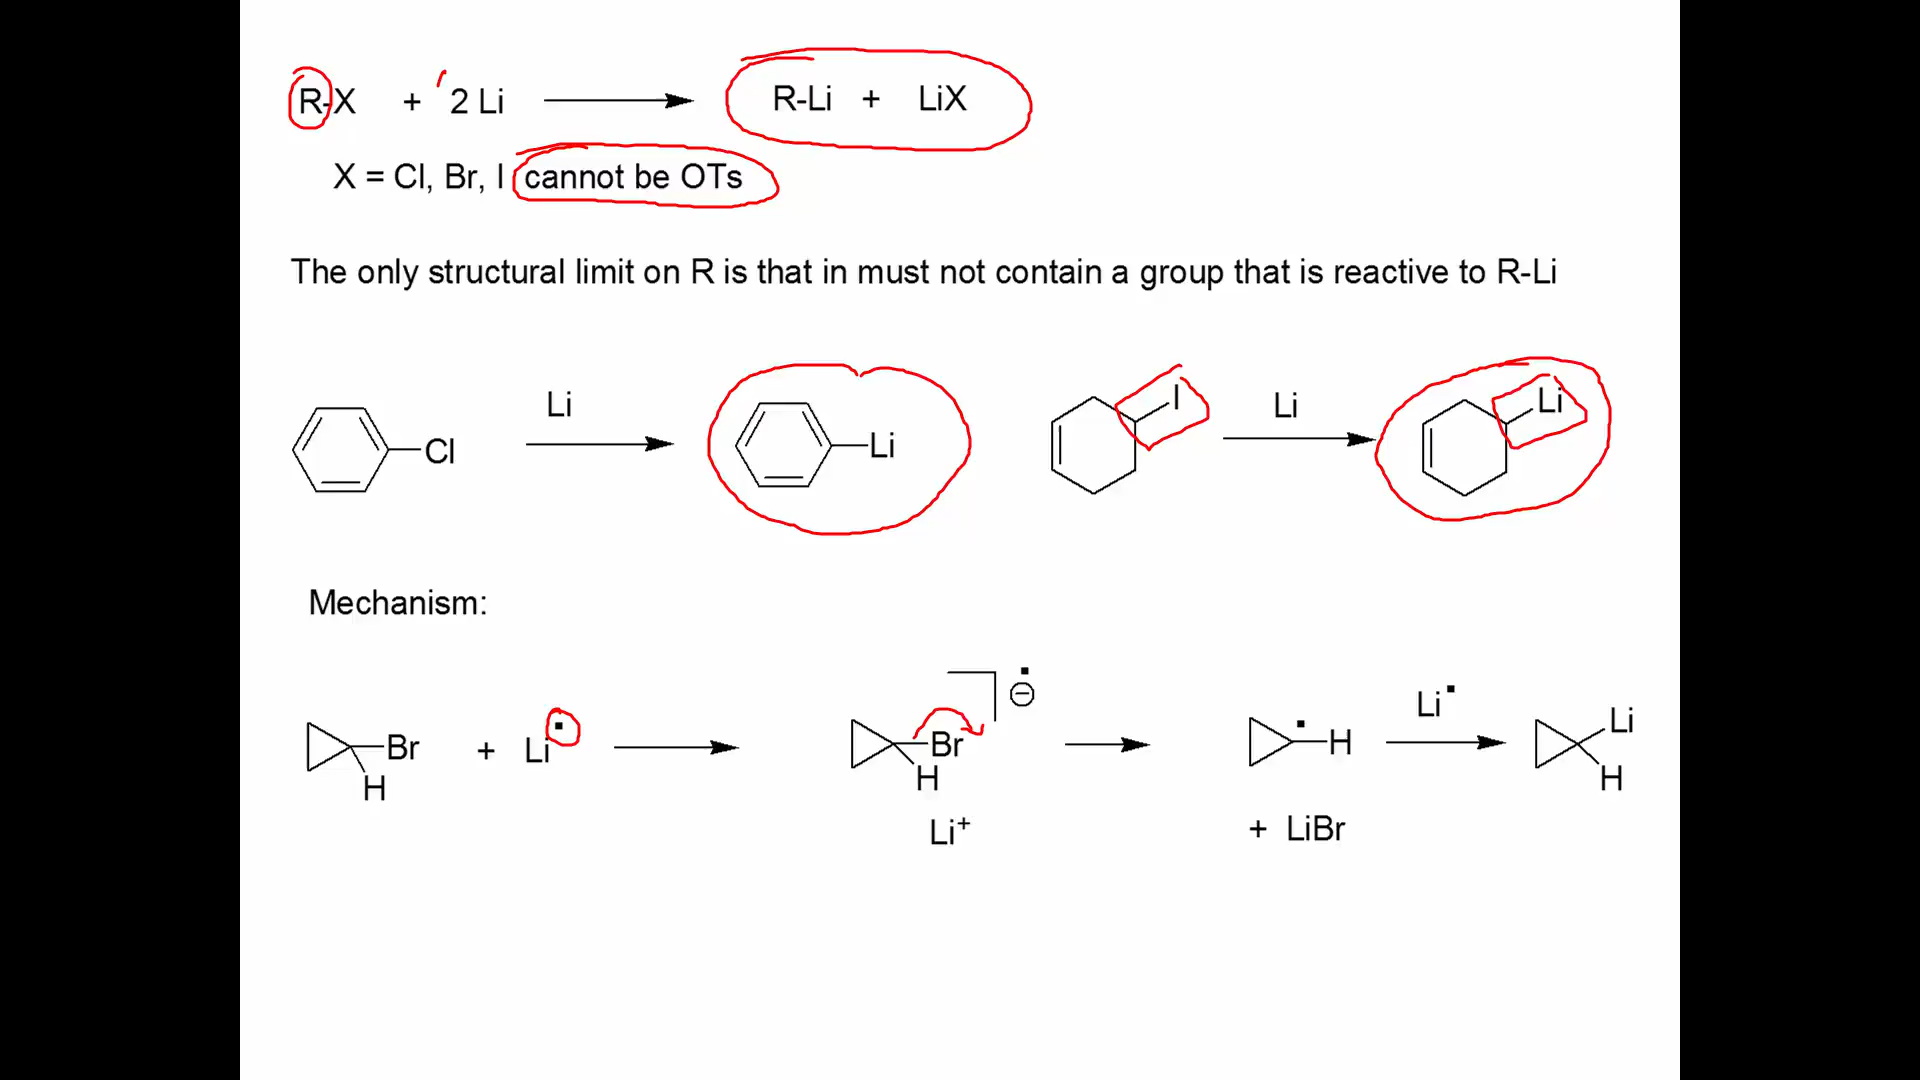 R-X + 2 Li R-Li + LiX
X = Cl, Br, I cannot be OTs
The only structural limit on R is that in must not contain a group that is reactive to R-Li
Cl Li Li I Li Li
Mechanism:
Br H + Li• Br H ⊖• Li⁺ • H Li• Li H
+ LiBr